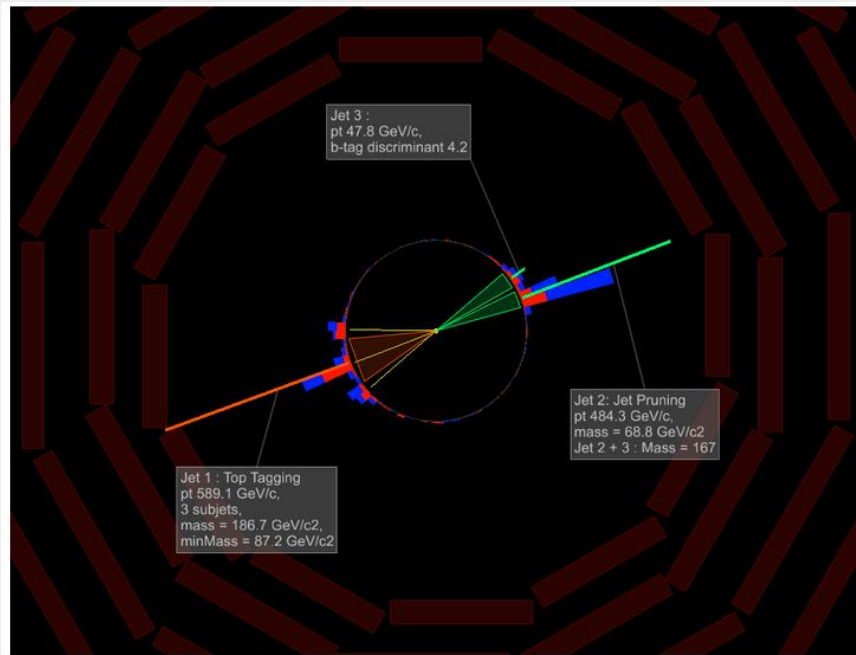 Jet 3 :
pt 47.8 GeV/c,
b-tag discriminant 4.2
Jet 2: Jet Pruning
pt 484.3 GeV/c,
mass = 68.8 GeV/c2
Jet 2 + 3 : Mass = 167
Jet 1 : Top Tagging
pt 589.1 GeV/c,
3 subjets,
mass = 186.7 GeV/c2,
minMass = 87.2 GeV/c2